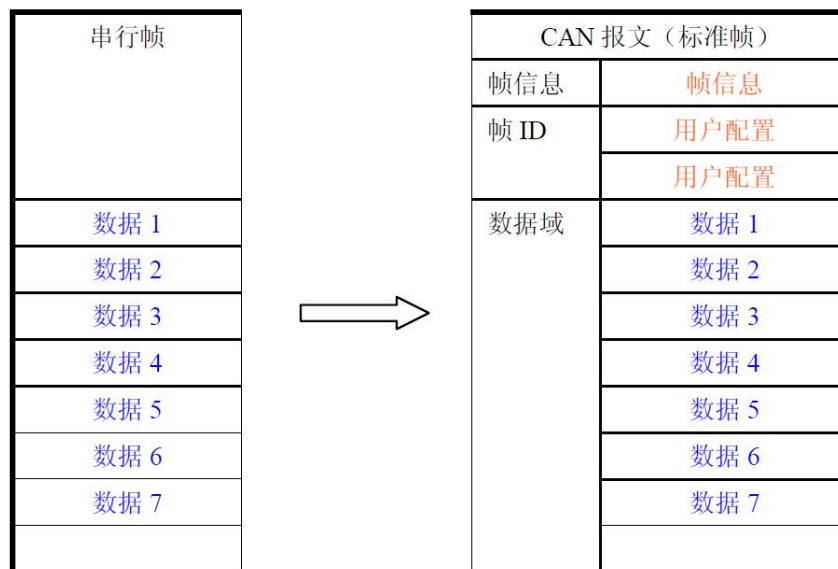 串行帧
数据 1
数据 2
数据 3
数据 4
数据 5
数据 6
数据 7
CAN 报文（标准帧）
帧信息 帧信息
帧 ID 用户配置
用户配置
数据域 数据 1
数据 2
数据 3
数据 4
数据 5
数据 6
数据 7